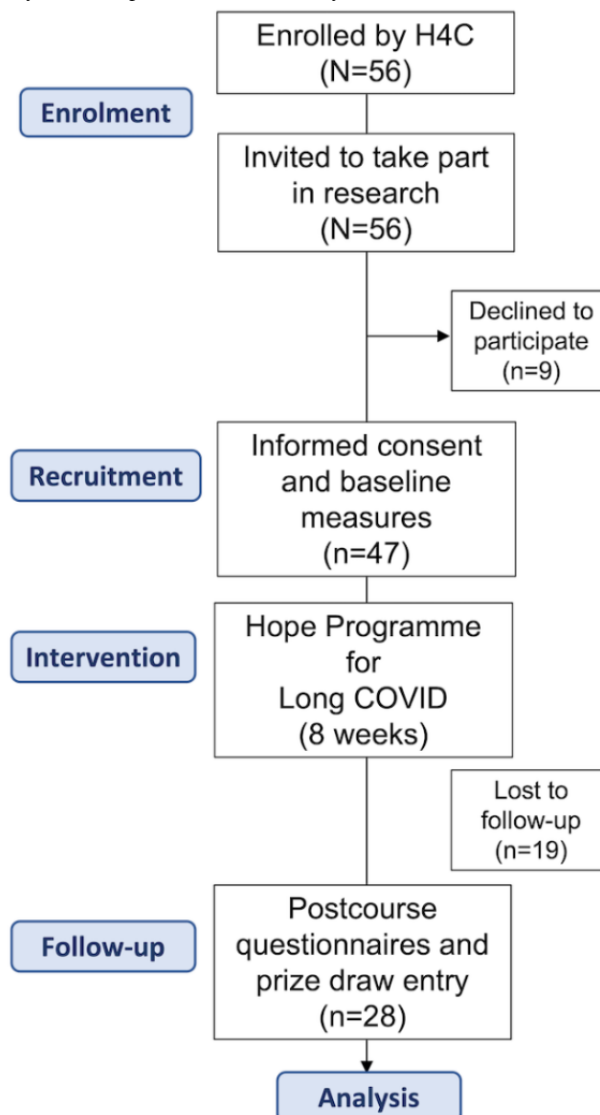 Enrolled by H4C
(N=56)
Enrolment
Invited to take part
in research
(N=56)
Declined to
participate
(n=9)
Recruitment
Informed consent
and baseline
measures
(n=47)
Intervention
Hope Programme
for
Long COVID
(8 weeks)
Lost to
follow-up
(n=19)
Follow-up
Postcourse
questionnaires and
prize draw entry
(n=28)
Analysis